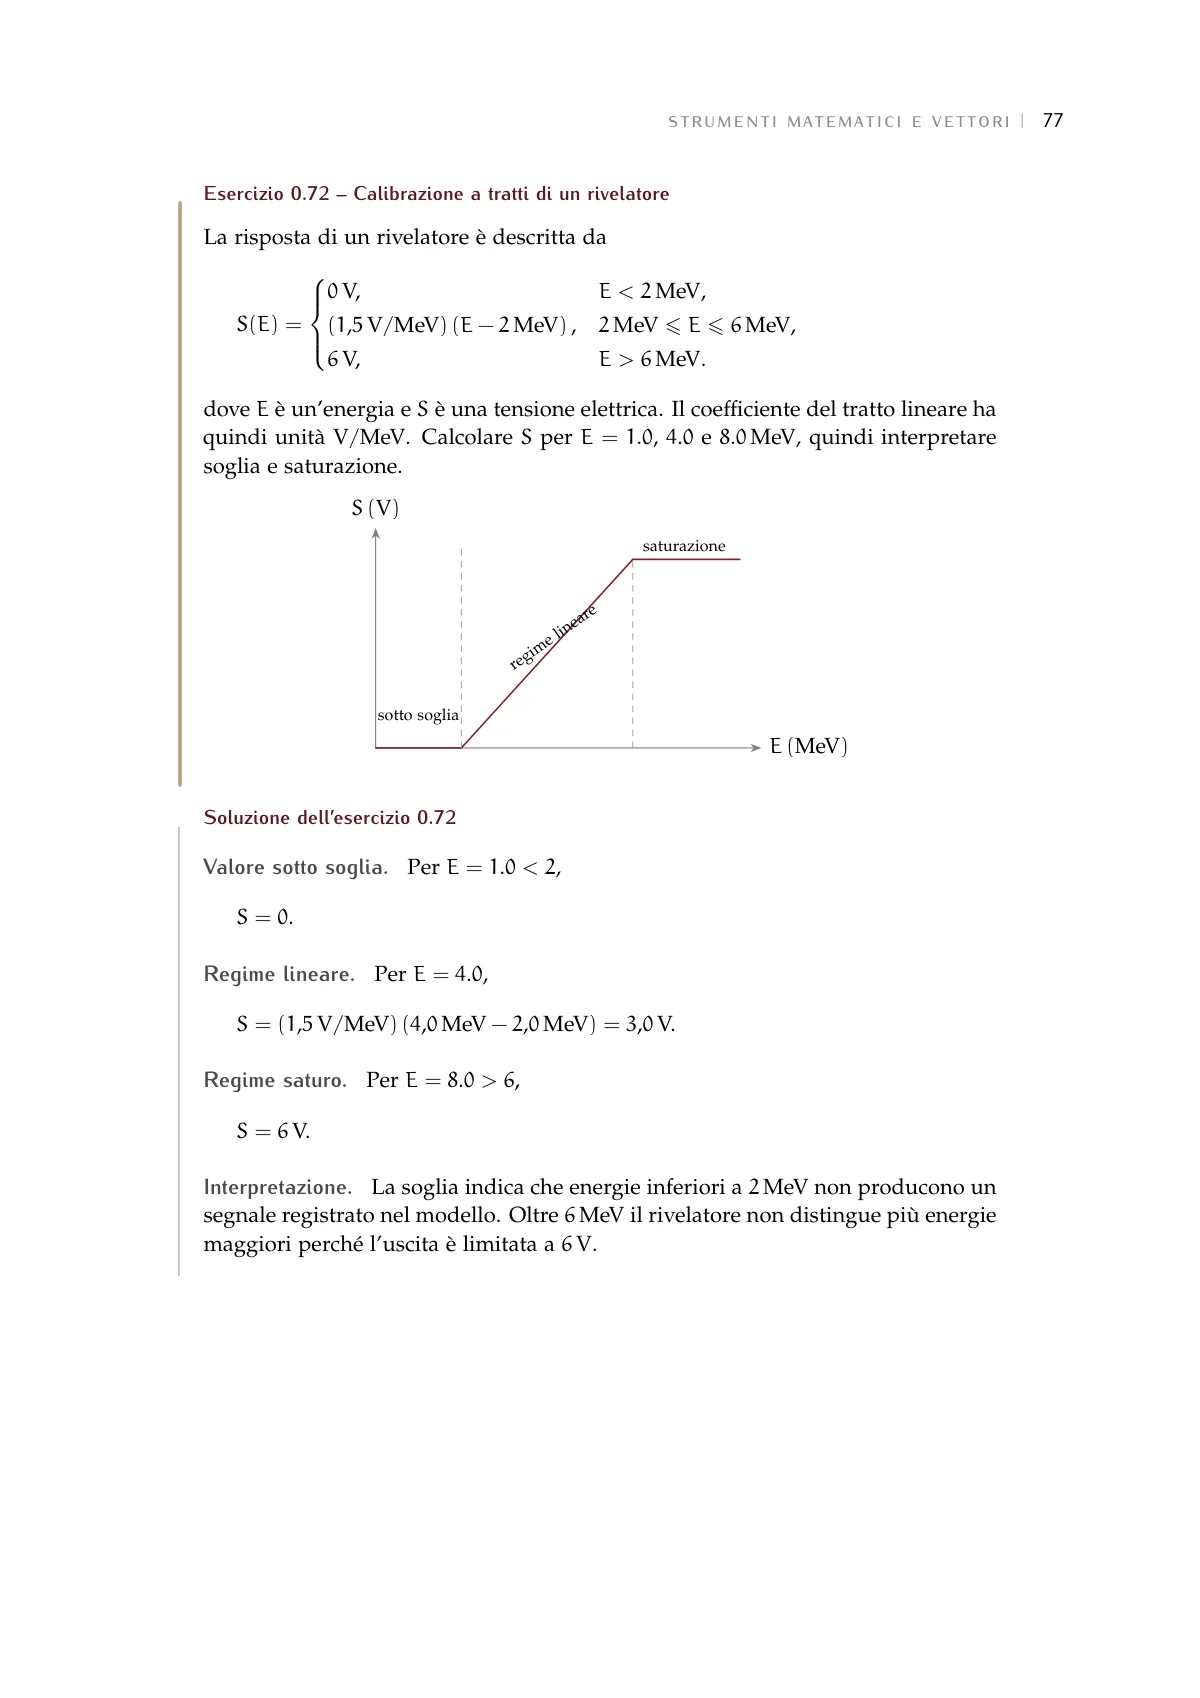 STRUMENTI MATEMATICI E VETTORI | 77
Esercizio 0.72 – Calibrazione a tratti di un rivelatore
La risposta di un rivelatore è descritta da
S(E) = { 0 V, E < 2 MeV,
(1,5 V/MeV) (E − 2 MeV) , 2 MeV ⩽ E ⩽ 6 MeV,
6 V, E > 6 MeV.
dove E è un’energia e S è una tensione elettrica. Il coefficiente del tratto lineare ha
quindi unità V/MeV. Calcolare S per E = 1.0, 4.0 e 8.0 MeV, quindi interpretare
soglia e saturazione.
S (V)
saturazione
regime lineare
sotto soglia
E (MeV)
Soluzione dell’esercizio 0.72
Valore sotto soglia. Per E = 1.0 < 2,
S = 0.
Regime lineare. Per E = 4.0,
S = (1,5 V/MeV) (4,0 MeV − 2,0 MeV) = 3,0 V.
Regime saturo. Per E = 8.0 > 6,
S = 6 V.
Interpretazione. La soglia indica che energie inferiori a 2 MeV non producono un
segnale registrato nel modello. Oltre 6 MeV il rivelatore non distingue più energie
maggiori perché l’uscita è limitata a 6 V.